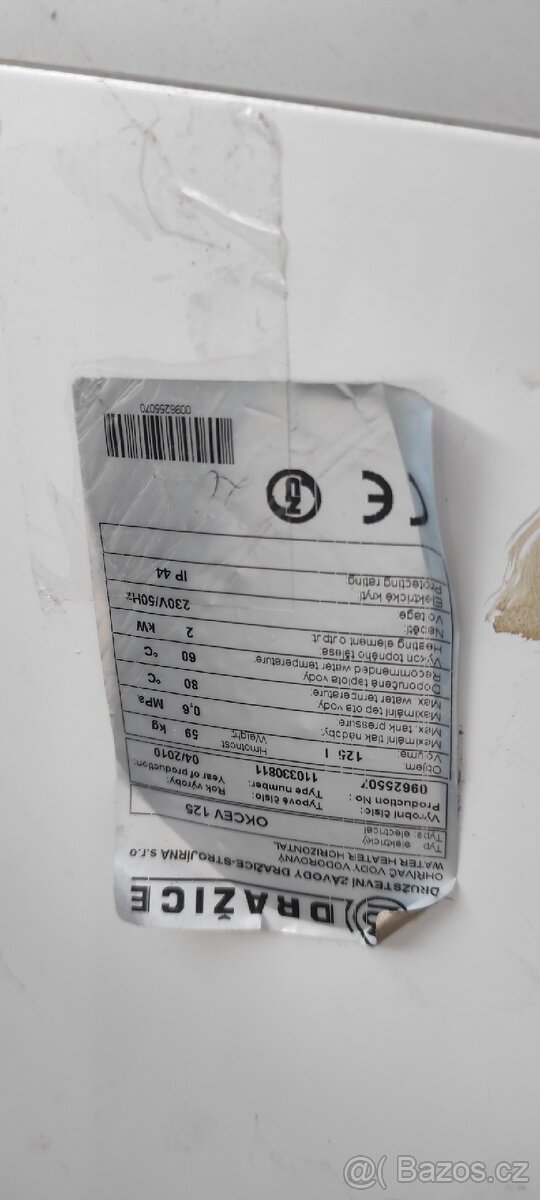 DRAŽICE
DRUŽSTEVNÍ ZÁVODY DRAŽICE-STROJÍRNA s.r.o
OHŘÍVAČ VODY VODOROVNÝ
WATER HEATER HORIZONTAL
Typ elektrický
Type electrical
OKCEV 125
Výrobní číslo: Typové číslo: Rok výroby:
Production No.: Type number: Year of production:
096255507 110330811 04/2010
Objem Hmotnost
Volume: 125 l Weight 59 kg
Maximální tlak nádoby:
Max. tank pressure: 0,6 MPa
Maximální teplota vody
Max. water temperature: 80 °C
Doporučená teplota vody
Recommended water temperature: 60 °C
Výkon topného tělesa:
Heating element output 2 kW
Napětí:
Voltage 230V/50Hz
Elektrické krytí:
Protecting rating: IP 44
CE
0096255070
@( Bazos.cz